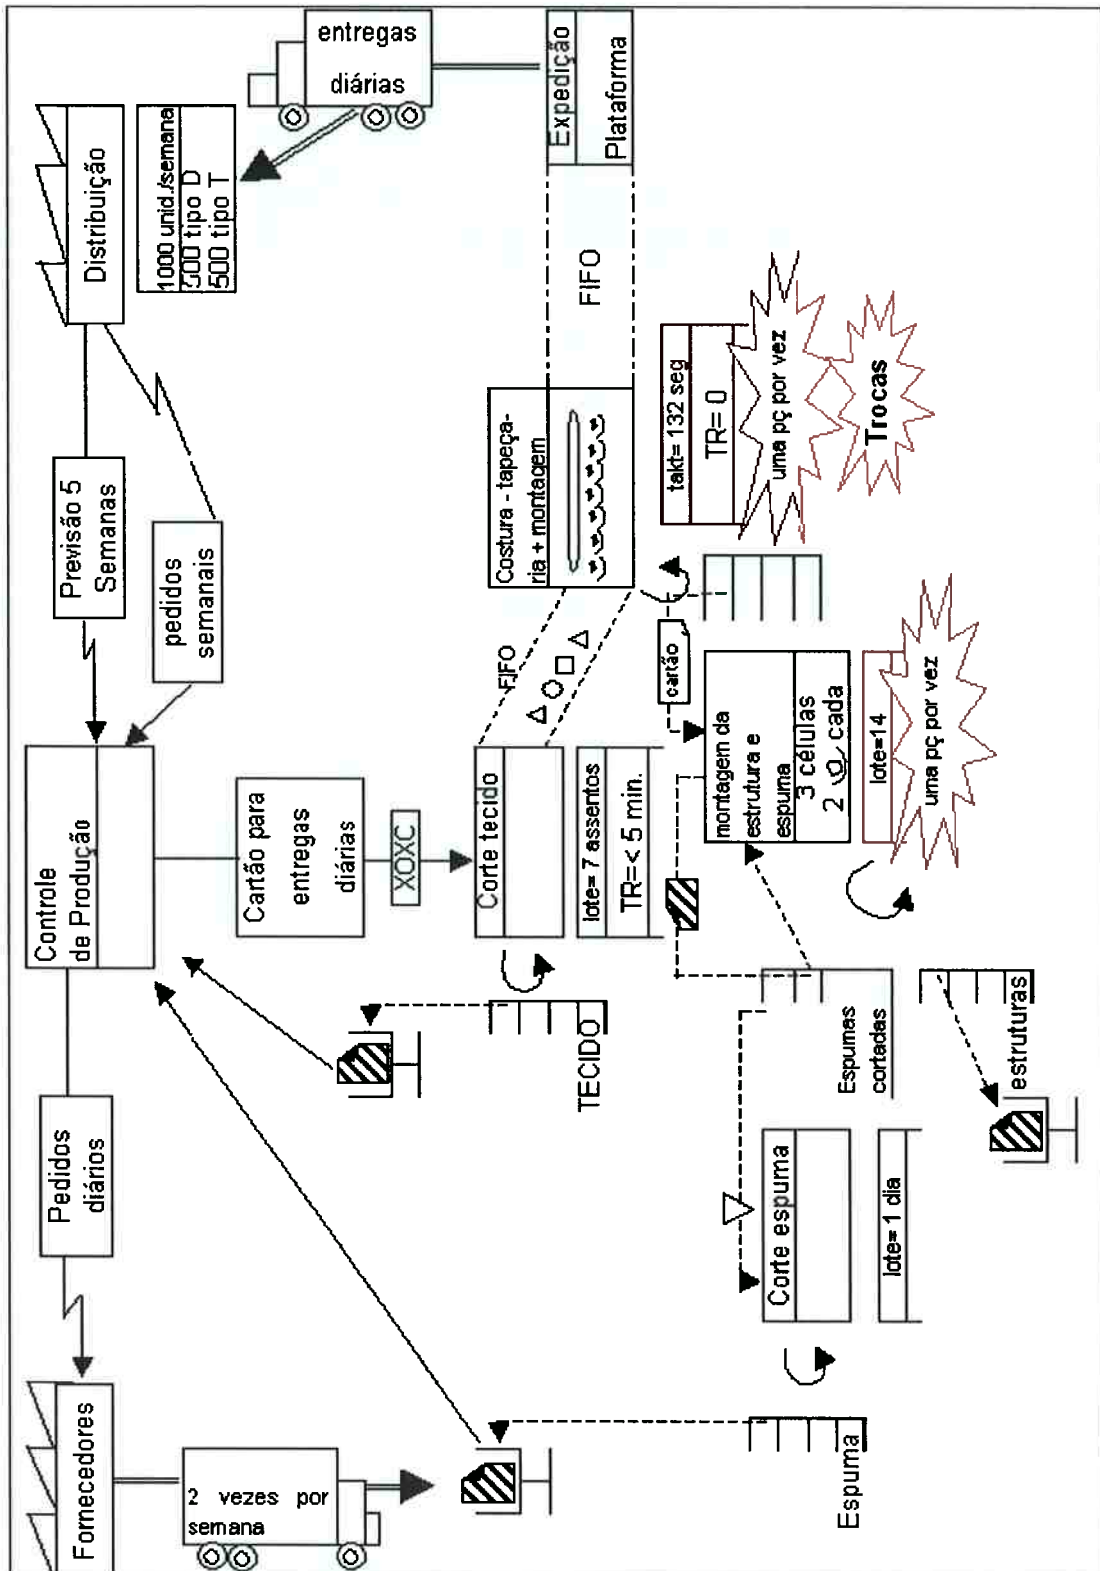 Fornecedores
Pedidos
diários
Controle
de Produção
Previsão 5
Semanas
pedidos
semanais
Distribuição
1000 unid./semana
500 tipo D
500 tipo T
2 vezes por
semana
Cartão para
entregas
diárias
XOXC
entregas
diárias
TECIDO
Corte tecido
lote= 7 assentos
TR=< 5 min.
FIFO
Costura - tapeça-
ria + montagem
FIFO
Expedição
Plataforma
takt= 132 seg
TR= 0
uma pç por vez
Trocas
cartão
Espuma
Corte espuma
lote= 1 dia
Espumas
cortadas
estruturas
montagem da
estrutura e
espuma
3 células
2 cada
lote=14
uma pç por vez